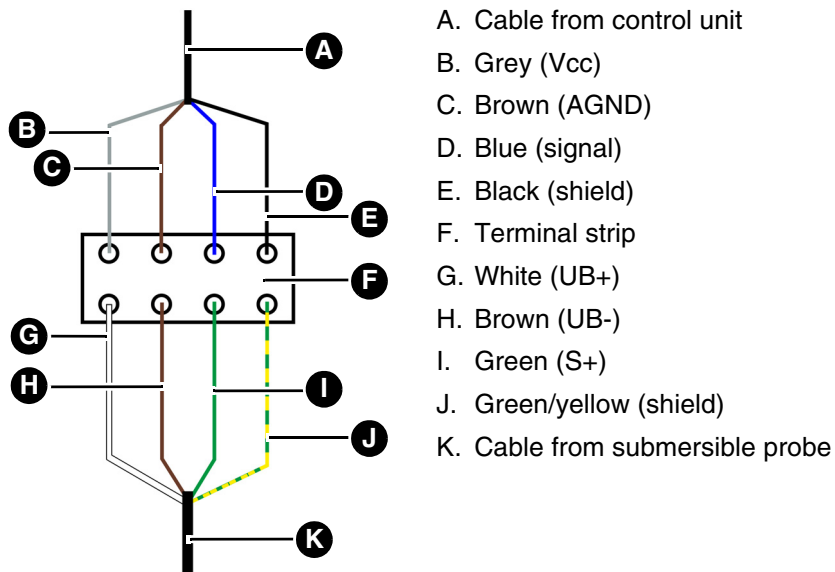 A
B
C
D
E
F
G
H
I
J
K
A. Cable from control unit
B. Grey (Vcc)
C. Brown (AGND)
D. Blue (signal)
E. Black (shield)
F. Terminal strip
G. White (UB+)
H. Brown (UB-)
I. Green (S+)
J. Green/yellow (shield)
K. Cable from submersible probe